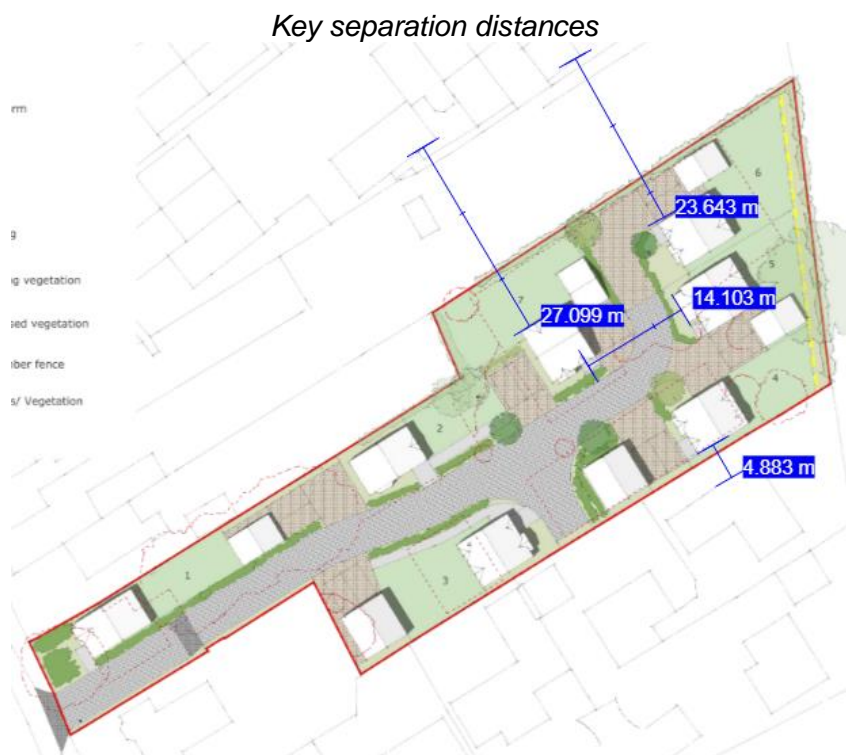 Key separation distances
rm
g
ng vegetation
sed vegetation
ber fence
s/ Vegetation
23.643 m
14.103 m
27.099 m
4.883 m
6
5
7
4
2
3
1